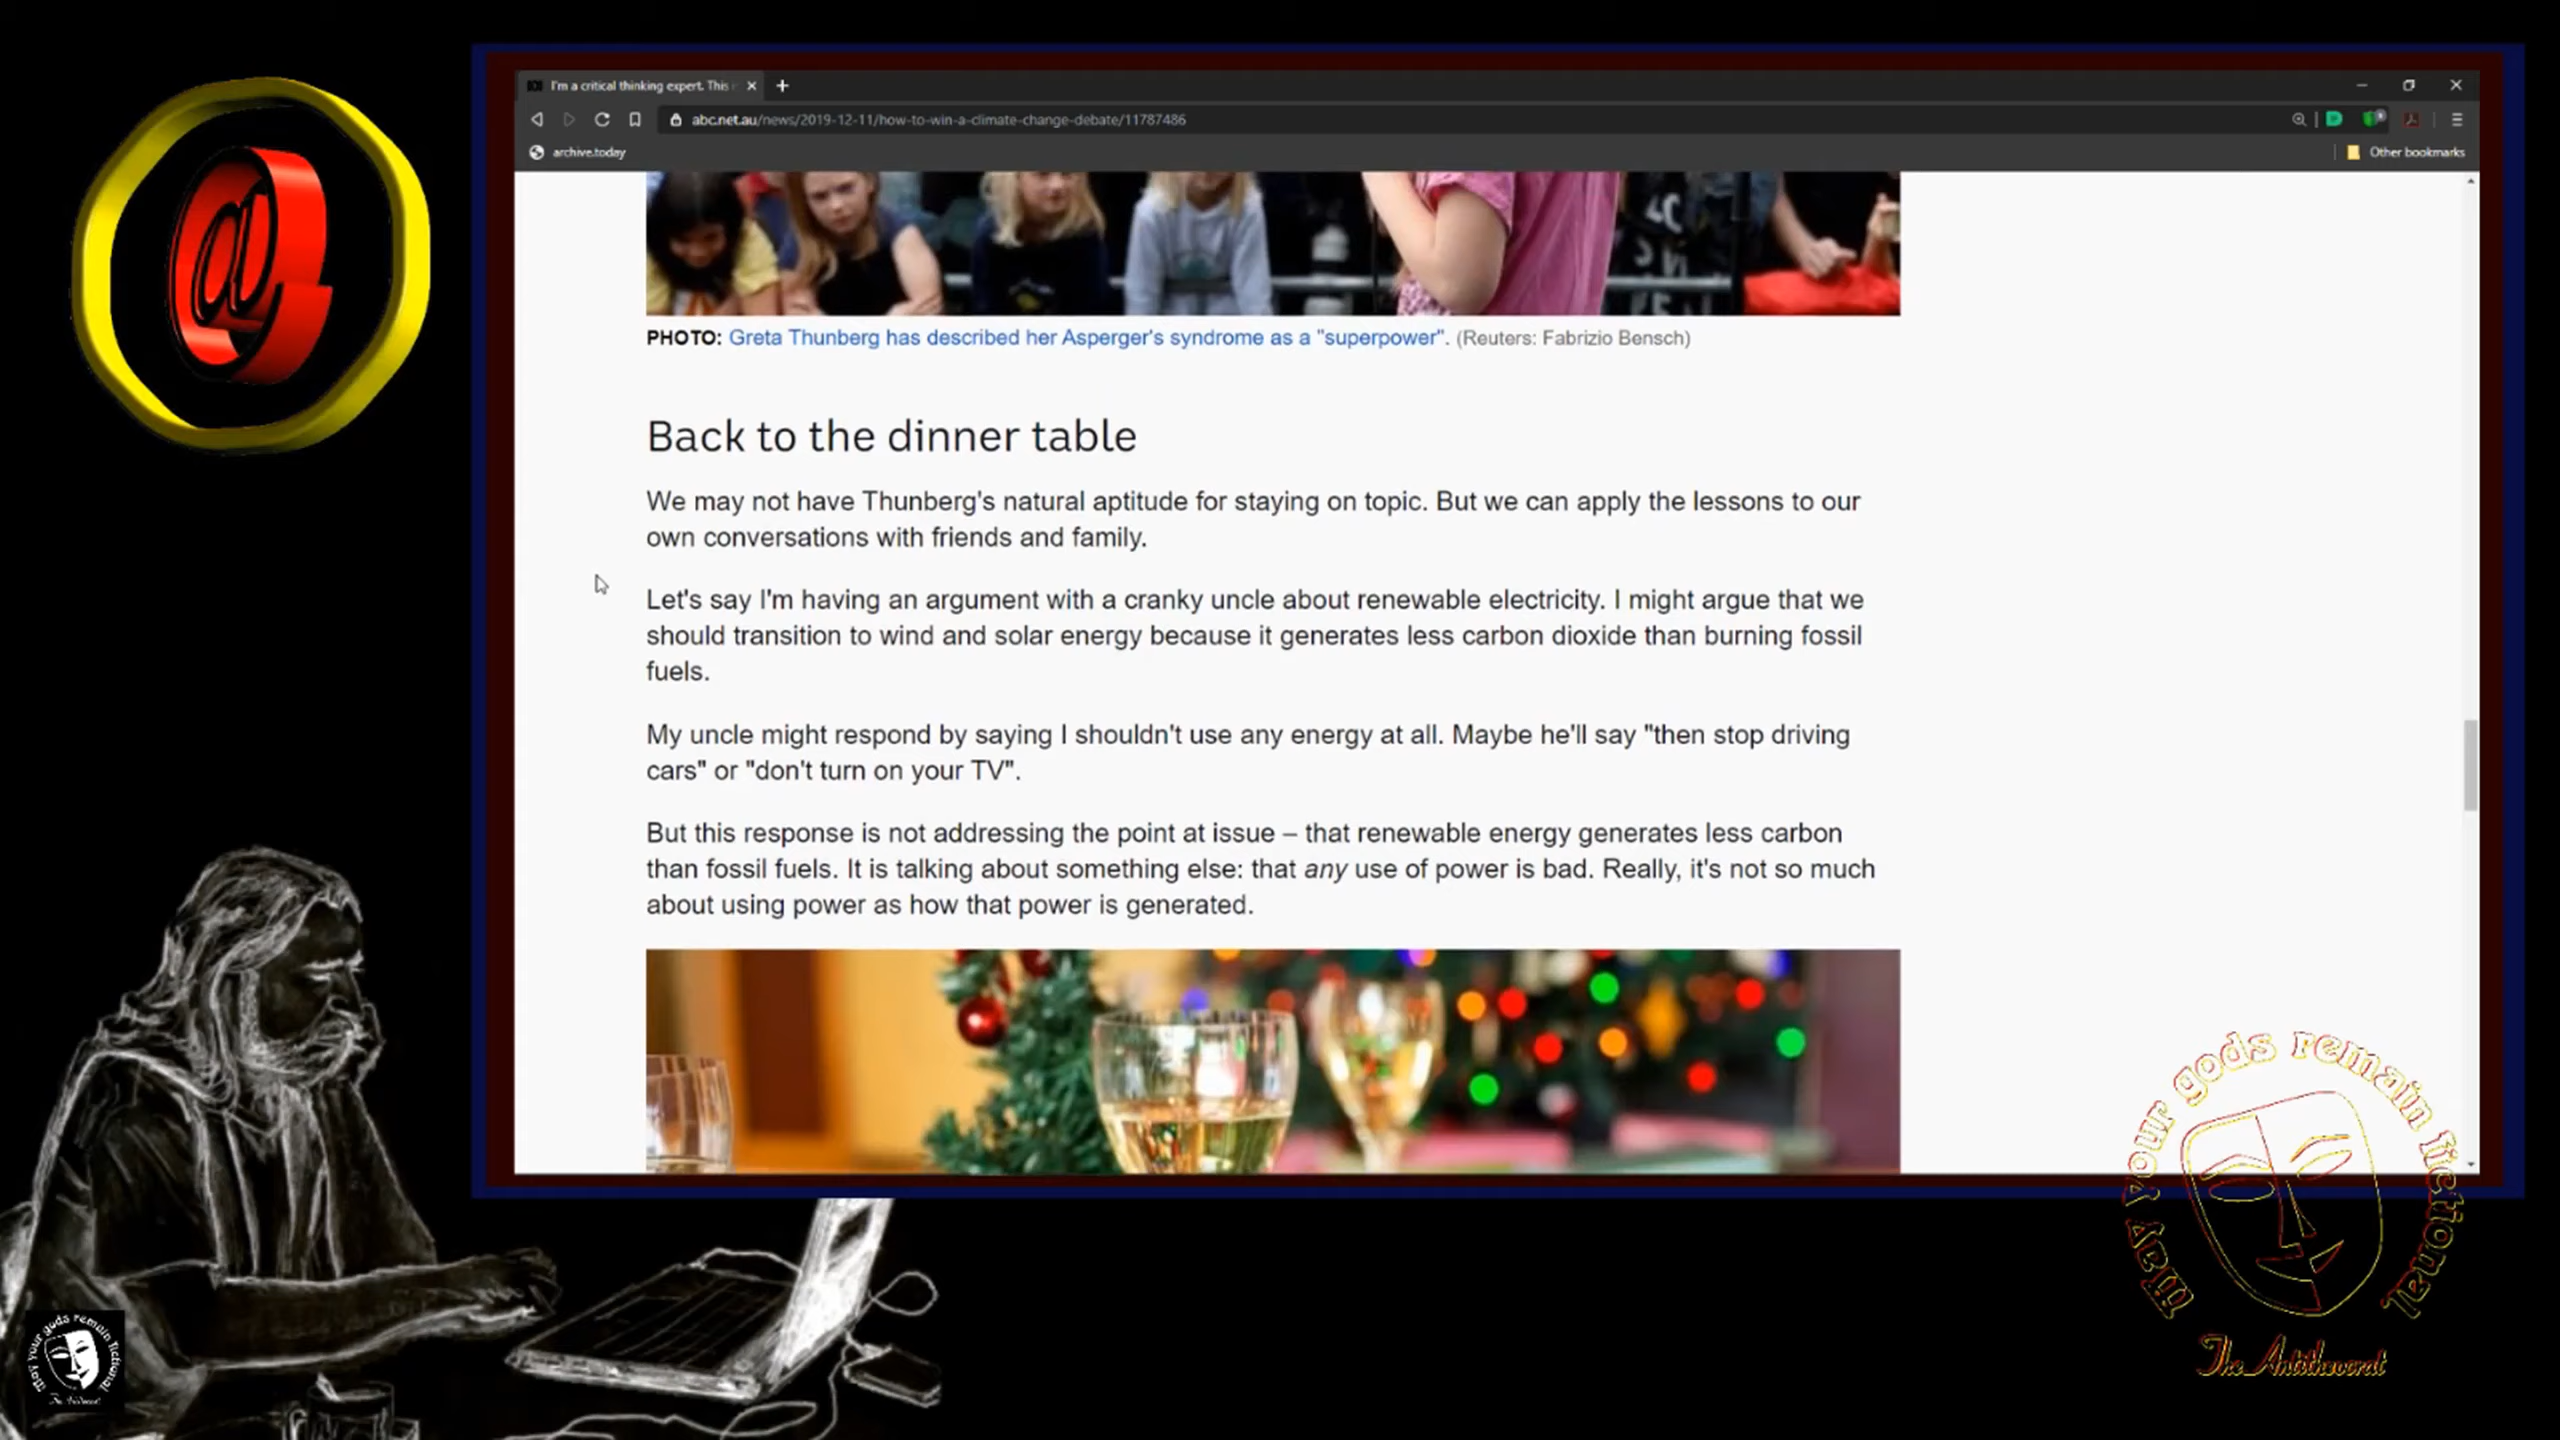 @
I'm a critical thinking expert. This i
abc.net.au/news/2019-12-11/how-to-win-a-climate-change-debate/11787486
archive.today
Other bookmarks
PHOTO: Greta Thunberg has described her Asperger's syndrome as a "superpower". (Reuters: Fabrizio Bensch)
Back to the dinner table
We may not have Thunberg's natural aptitude for staying on topic. But we can apply the lessons to our
own conversations with friends and family.
Let's say I'm having an argument with a cranky uncle about renewable electricity. I might argue that we
should transition to wind and solar energy because it generates less carbon dioxide than burning fossil
fuels.
My uncle might respond by saying I shouldn't use any energy at all. Maybe he'll say "then stop driving
cars" or "don't turn on your TV".
But this response is not addressing the point at issue – that renewable energy generates less carbon
than fossil fuels. It is talking about something else: that any use of power is bad. Really, it's not so much
about using power as how that power is generated.
May your gods remain fictional
The Antitheocrat
May your gods remain fictional